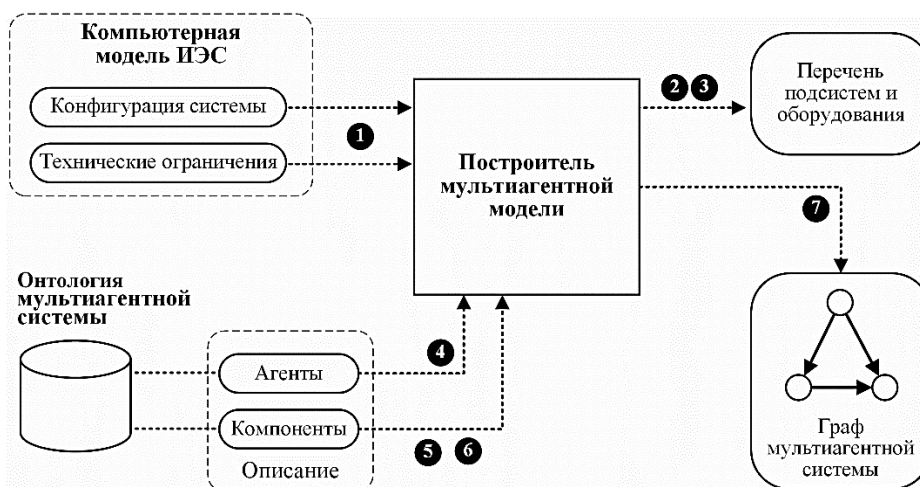 Компьютерная
модель ИЭС
Конфигурация системы
Технические ограничения
1
Построитель
мультиагентной
модели
2 3
Перечень
подсистем и
оборудования
7
Онтология
мультиагентной
системы
Агенты
Компоненты
Описание
4
5 6
Граф
мультиагентной
системы